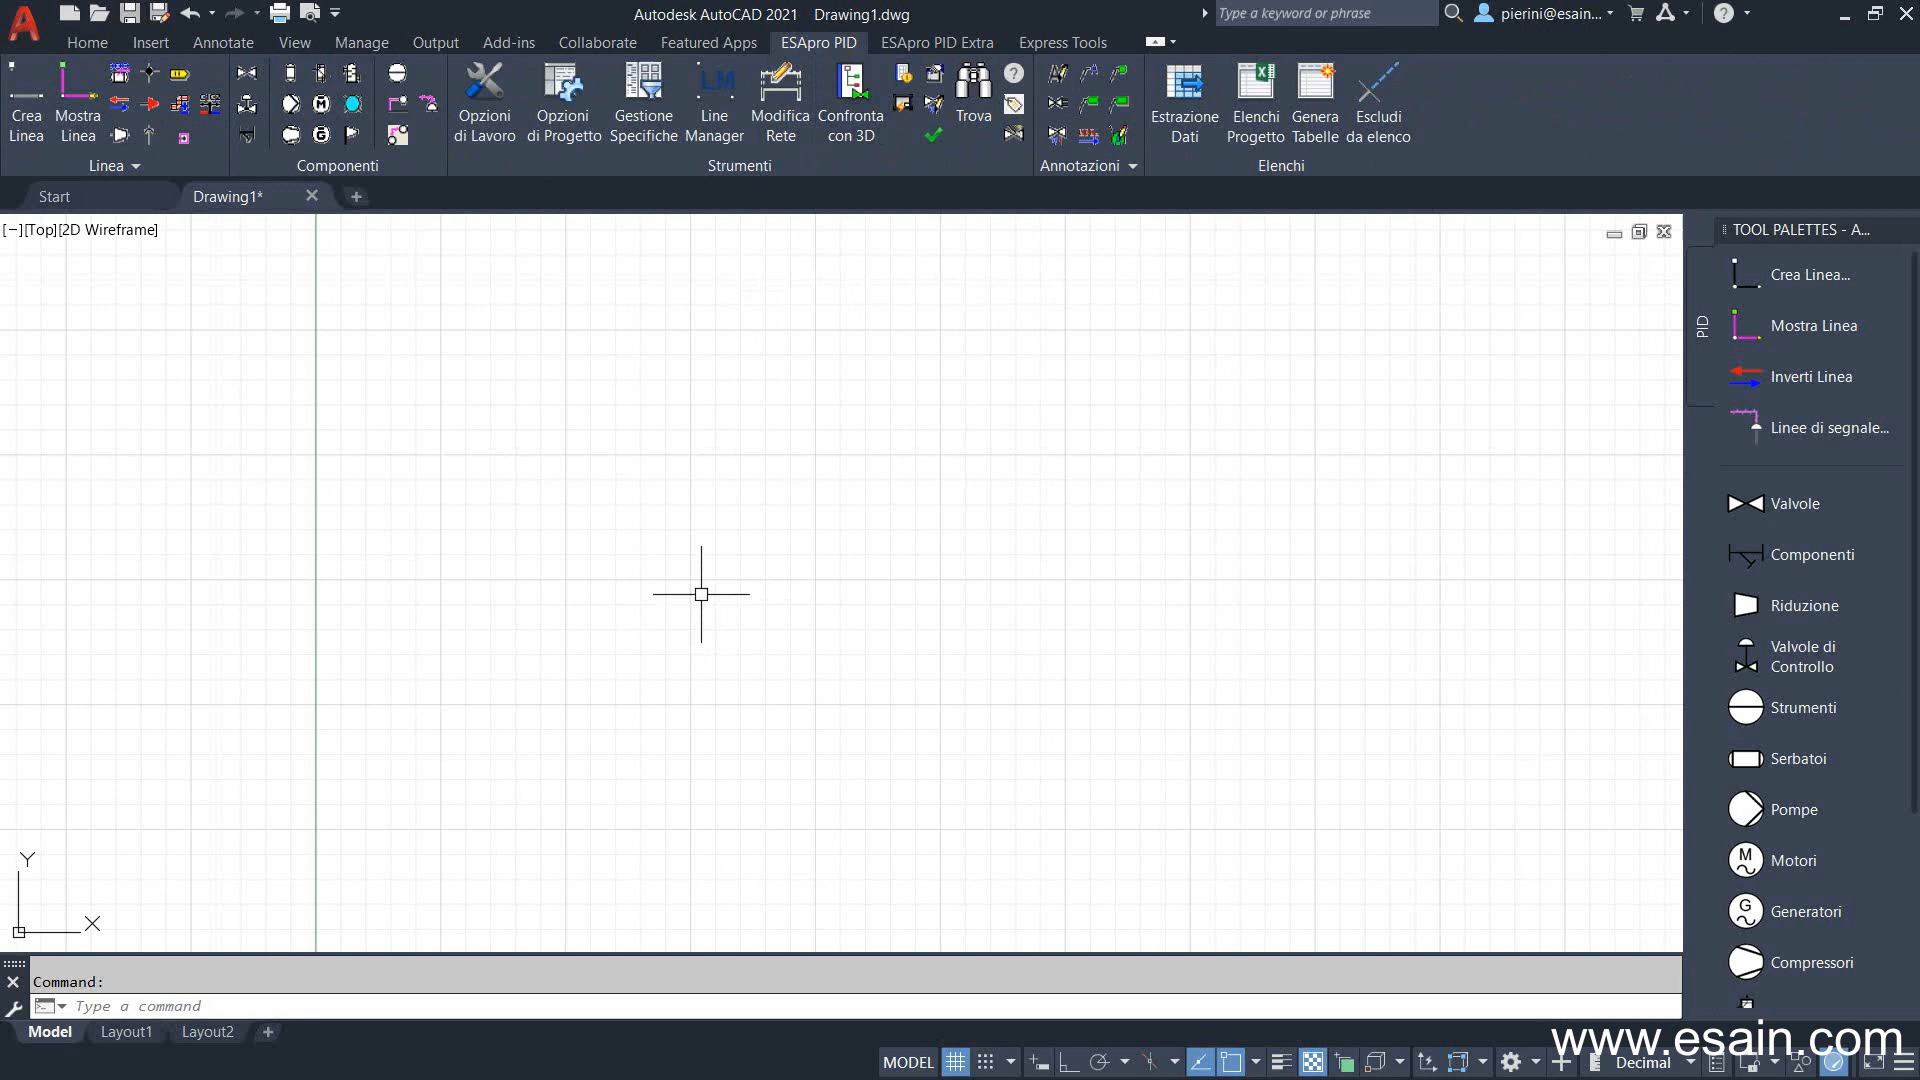 Autodesk AutoCAD 2021 Drawing1.dwg
Type a keyword or phrase
pierini@esain...
Home Insert Annotate View Manage Output Add-ins Collaborate Featured Apps ESApro PID ESApro PID Extra Express Tools
Crea
Linea
Mostra
Linea
Opzioni
di Lavoro
Opzioni
di Progetto
Gestione
Specifiche
LM
Line
Manager
Modifica
Rete
Confronta
con 3D
Trova
Estrazione
Dati
Elenchi
Progetto
Genera
Tabelle
Escludi
da elenco
Linea Componenti Strumenti Annotazioni Elenchi
Start Drawing1*
[−][Top][2D Wireframe]
TOOL PALETTES - A...
PID
Crea Linea...
Mostra Linea
Inverti Linea
Linee di segnale...
Valvole
Componenti
Riduzione
Valvole di
Controllo
Strumenti
Serbatoi
Pompe
M
Motori
G
Generatori
Compressori
Y
X
Command:
Type a command
Model Layout1 Layout2
www.esain.com
MODEL
Decimal